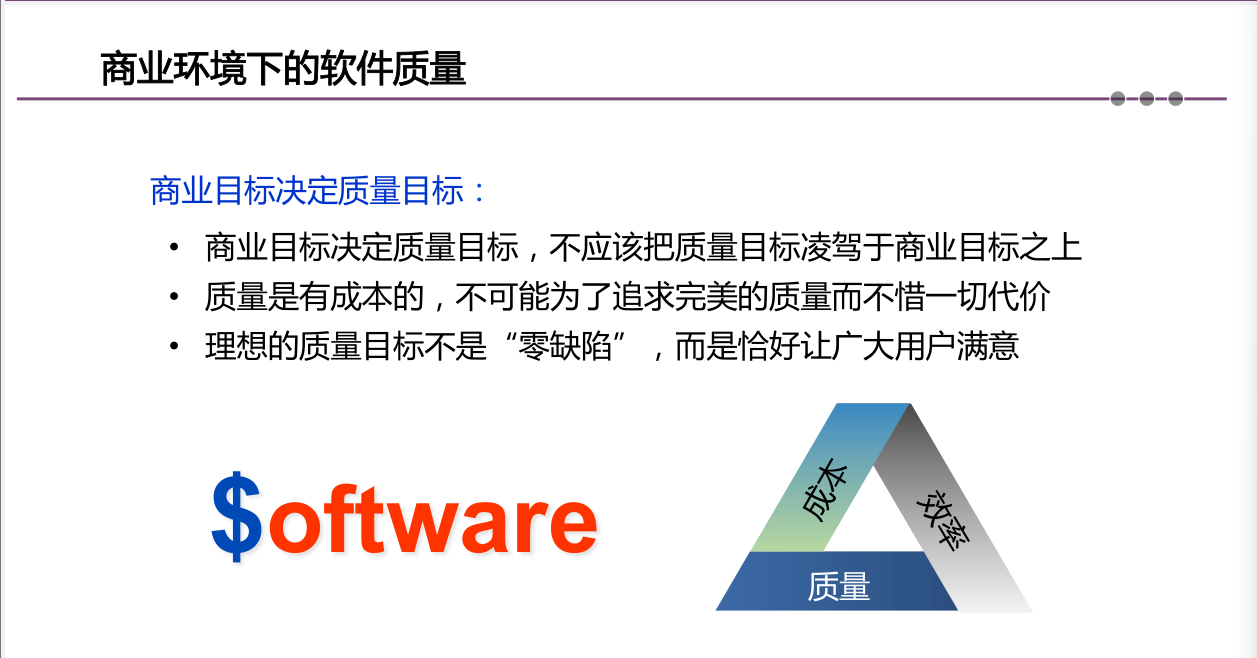 商业环境下的软件质量
商业目标决定质量目标：
• 商业目标决定质量目标，不应该把质量目标凌驾于商业目标之上
• 质量是有成本的，不可能为了追求完美的质量而不惜一切代价
• 理想的质量目标不是“零缺陷”，而是恰好让广大用户满意
$oftware
成本
效率
质量